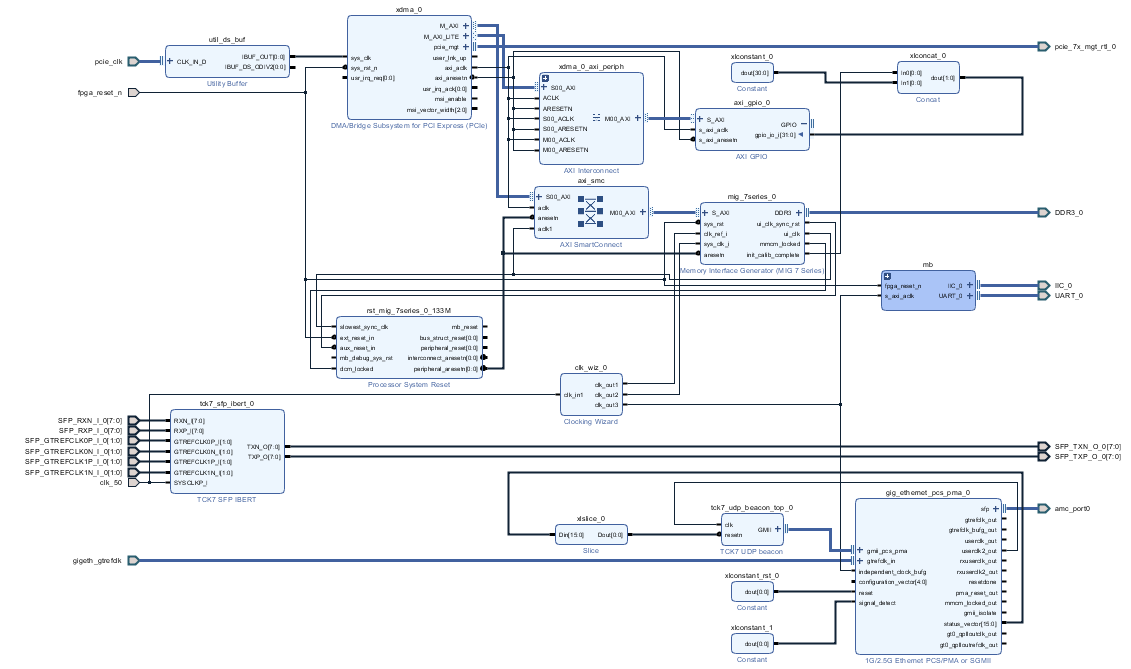 xdma_0
M_AXI
M_AXI_LITE
pcie_mgt
sys_clk
user_lnk_up
sys_rst_n
axi_aclk
usr_irq_req[0:0]
axi_aresetn
usr_irq_ack[0:0]
msi_enable
msi_vector_width[2:0]
DMA/Bridge Subsystem for PCI Express (PCIe)
util_ds_buf
pcie_clk
CLK_IN_D
IBUF_OUT[0:0]
IBUF_DS_ODIV2[0:0]
Utility Buffer
fpga_reset_n
pcie_7x_mgt_rtl_0
xdma_0_axi_periph
S00_AXI
ACLK
ARESETN
S00_ACLK
M00_AXI
S00_ARESETN
M00_ACLK
M00_ARESETN
AXI Interconnect
xlconstant_0
dout[30:0]
Constant
xlconcat_0
In0[0:0]
In1[0:0]
dout[1:0]
Concat
axi_gpio_0
S_AXI
s_axi_aclk
s_axi_aresetn
GPIO
gpio_io_i[31:0]
AXI GPIO
axi_smc
S00_AXI
aclk
aresetn
aclk1
M00_AXI
AXI SmartConnect
mig_7series_0
S_AXI
DDR3
sys_rst
ui_clk_sync_rst
clk_ref_i
ui_clk
sys_clk_i
mmcm_locked
aresetn
init_calib_complete
Memory Interface Generator (MIG 7 Series)
DDR3_0
mb
fpga_reset_n
IIC_0
s_axi_aclk
UART_0
IIC_0
UART_0
rst_mig_7series_0_133M
slowest_sync_clk
mb_reset
ext_reset_in
bus_struct_reset[0:0]
aux_reset_in
peripheral_reset[0:0]
mb_debug_sys_rst
interconnect_aresetn[0:0]
dcm_locked
peripheral_aresetn[0:0]
Processor System Reset
clk_wiz_0
clk_in1
clk_out1
clk_out2
clk_out3
Clocking Wizard
tck7_sfp_ibert_0
SFP_RXN_I_0[7:0]
SFP_RXP_I_0[7:0]
SFP_GTREFCLK0P_I_0[1:0]
SFP_GTREFCLK0N_I_0[1:0]
SFP_GTREFCLK1P_I_0[1:0]
SFP_GTREFCLK1N_I_0[1:0]
clk_50
RXN_I[7:0]
RXP_I[7:0]
GTREFCLK0P_I[1:0]
GTREFCLK0N_I[1:0]
GTREFCLK1P_I[1:0]
GTREFCLK1N_I[1:0]
SYSCLKP_I
TXN_O[7:0]
TXP_O[7:0]
TCK7 SFP IBERT
SFP_TXN_O_0[7:0]
SFP_TXP_O_0[7:0]
xlslice_0
Din[15:0]
Dout[0:0]
Slice
tck7_udp_beacon_top_0
clk
resetn
GMII
TCK7 UDP beacon
gigeth_gtrefclk
xlconstant_rst_0
dout[0:0]
Constant
xlconstant_1
dout[0:0]
Constant
gig_ethernet_pcs_pma_0
sfp
gtrefclk_out
gtrefclk_bufg_out
userclk_out
gmii_pcs_pma
userclk2_out
gtrefclk_in
rxuserclk_out
independent_clock_bufg
rxuserclk2_out
configuration_vector[4:0]
resetdone
reset
pma_reset_out
signal_detect
mmcm_locked_out
gmii_isolate
status_vector[15:0]
gt0_qplloutclk_out
gt0_qplloutrefclk_out
1G/2.5G Ethernet PCS/PMA or SGMII
amc_port0